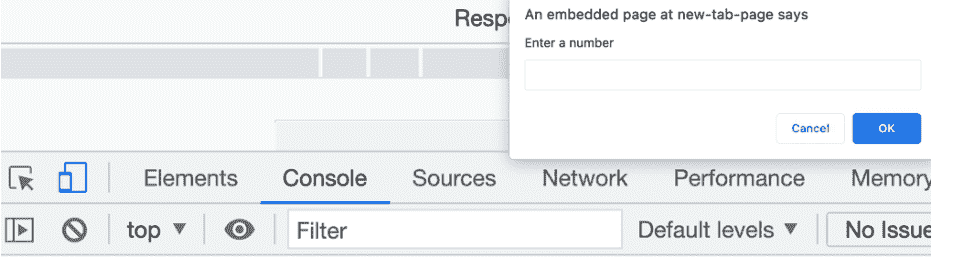 Resp
An embedded page at new-tab-page says
Enter a number
Cancel
OK
Elements Console Sources Network Performance Memory
top Filter Default levels No Issue